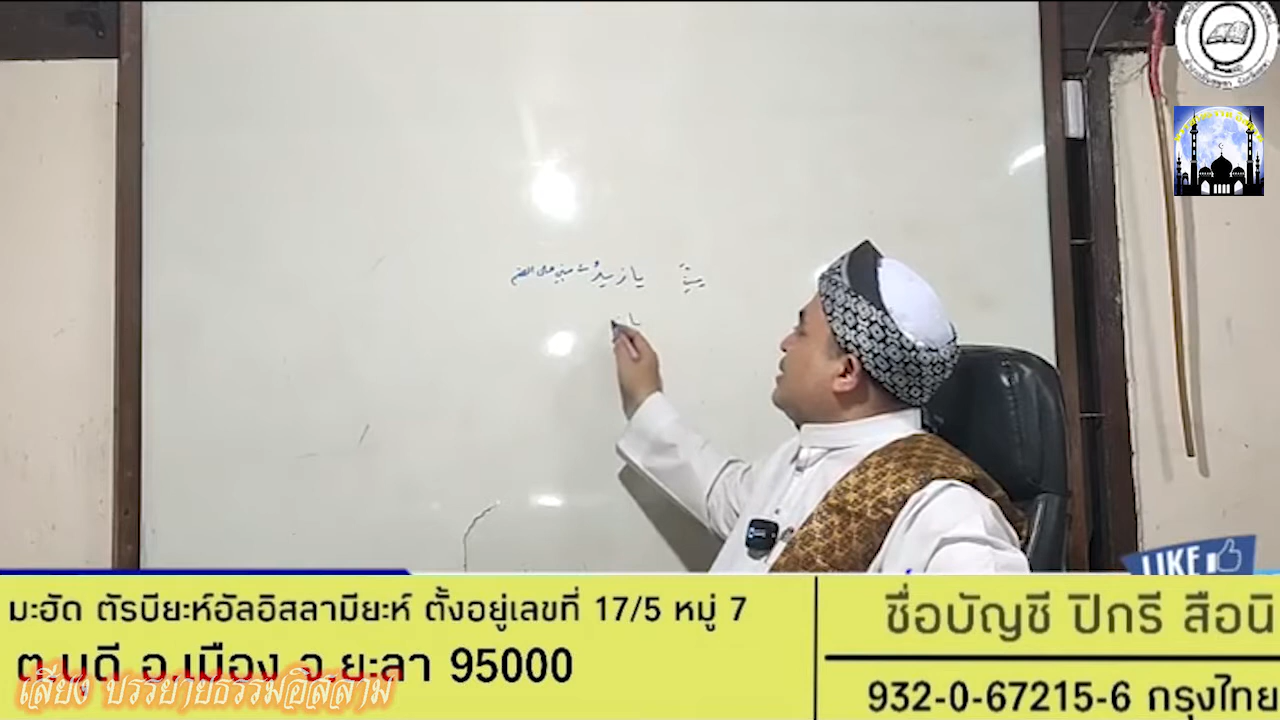 يا زيدُ مبني على الضم
يا ز
LIKE
มะฮัด ตัรบียะห์อัลอิสลามียะห์ ตั้งอยู่เลขที่ 17/5 หมู่ 7
ต.บุดี อ.เมือง จ.ยะลา 95000
เสียง บรรยายธรรมอิสลาม
ชื่อบัญชี ปิกรี สือนิ
932-0-67215-6 กรุงไทย